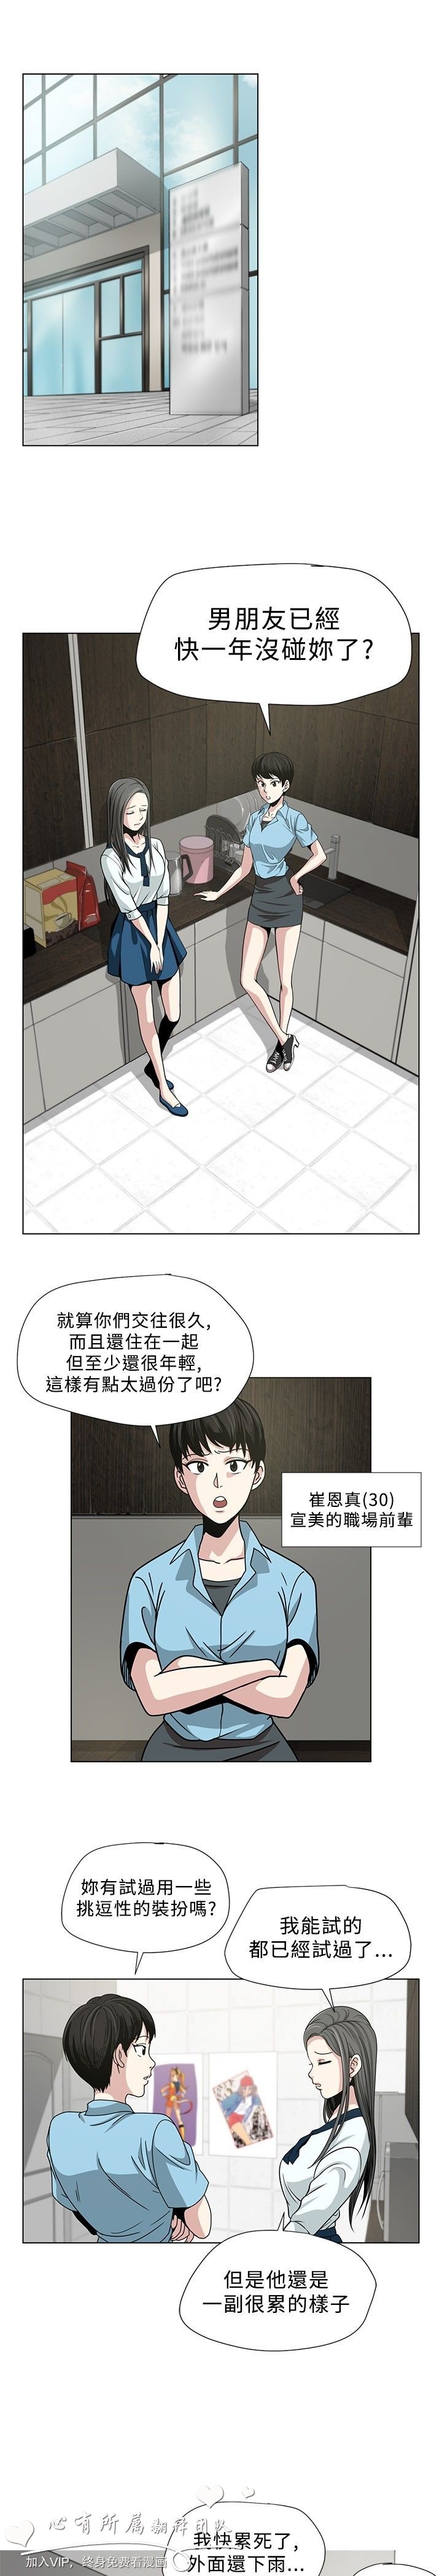 男朋友已經
快一年沒碰妳了?
就算你們交往很久,
而且還住在一起
但至少還很年輕,
這樣有點太過份了吧?
崔恩真(30)
宣美的職場前輩
妳有試過用一些
挑逗性的裝扮嗎?
我能試的
都已經試過了...
但是他還是
一副很累的樣子
心有所属翻译团队
加入VIP，终身免费看漫画
我快累死了,
外面還下雨...